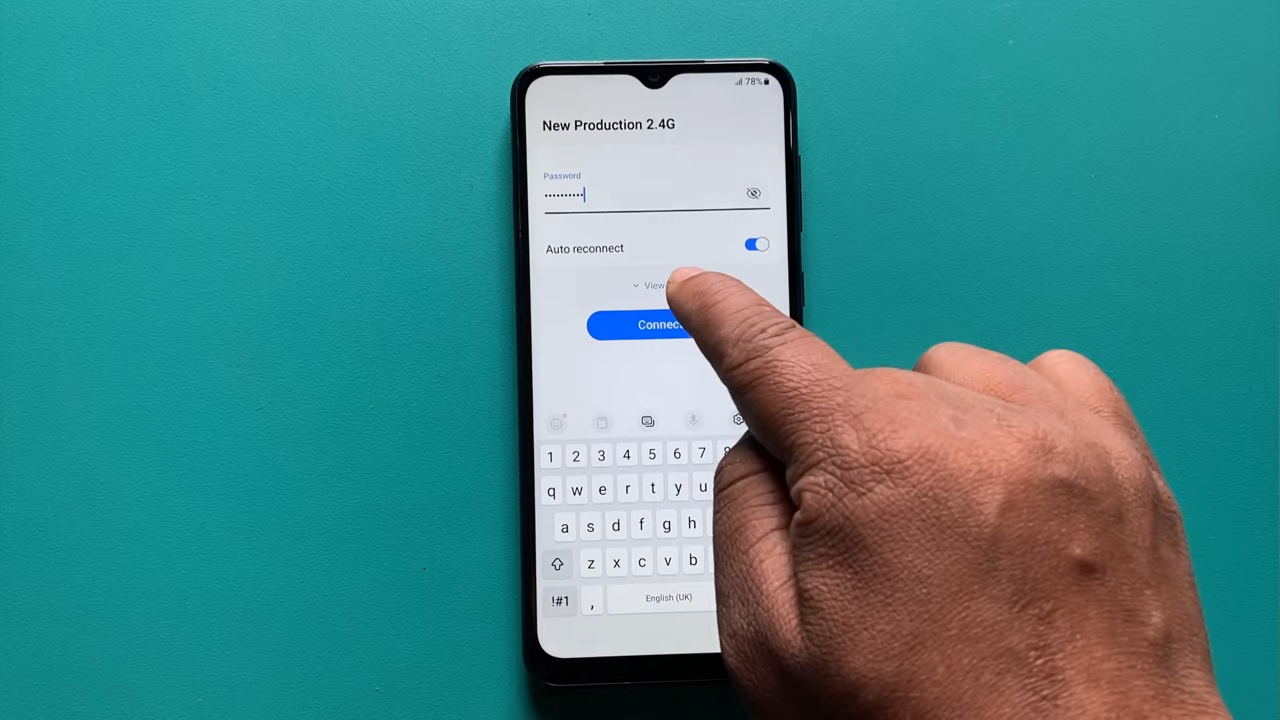 78%
New Production 2.4G
Password
••••••••••
Auto reconnect
View
Connect
1 2 3 4 5 6 7
q w e r t y u
a s d f g h
z x c v b
!#1 , English (UK)